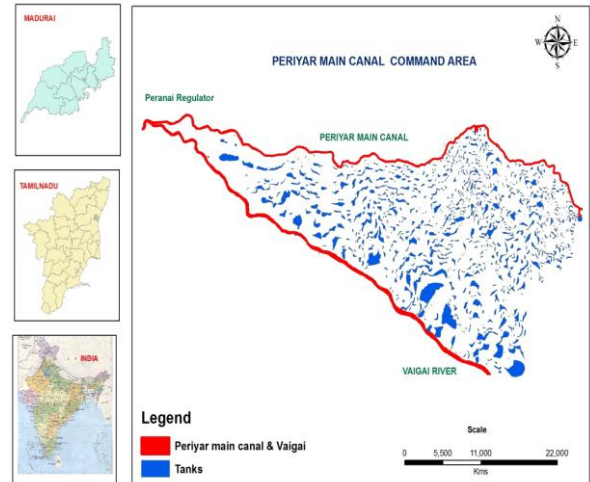 MADURAI
TAMILNADU
INDIA
N
W E
S
PERIYAR MAIN CANAL COMMAND AREA
Peranai Regulator
PERIYAR MAIN CANAL
VAIGAI RIVER
Legend
Periyar main canal & Vaigai
Tanks
Scale
0 5,500 11,000 22,000
Kms